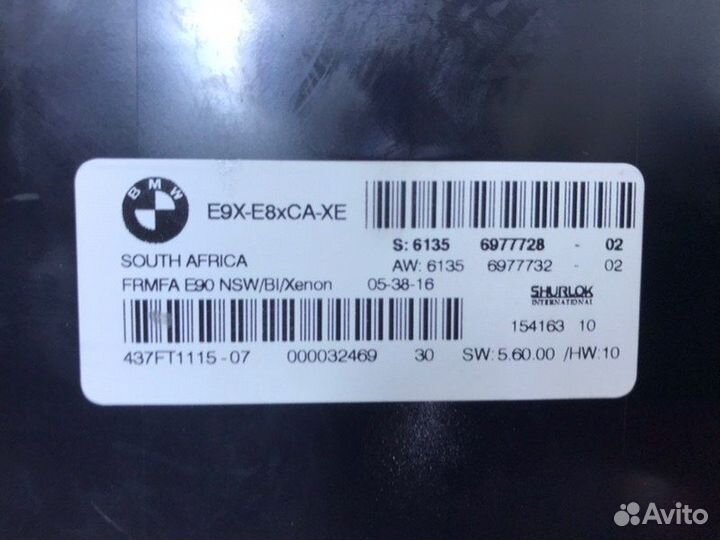 BMW
E9X-E8xCA-XE
S: 6135 6977728 - 02
SOUTH AFRICA
AW: 6135 6977732 - 02
FRMFA E90 NSW/BI/Xenon 05-38-16
SHURLOK
INTERNATIONAL
154163 10
437FT1115-07 000032469 30 SW: 5.60.00 /HW:10
Avito